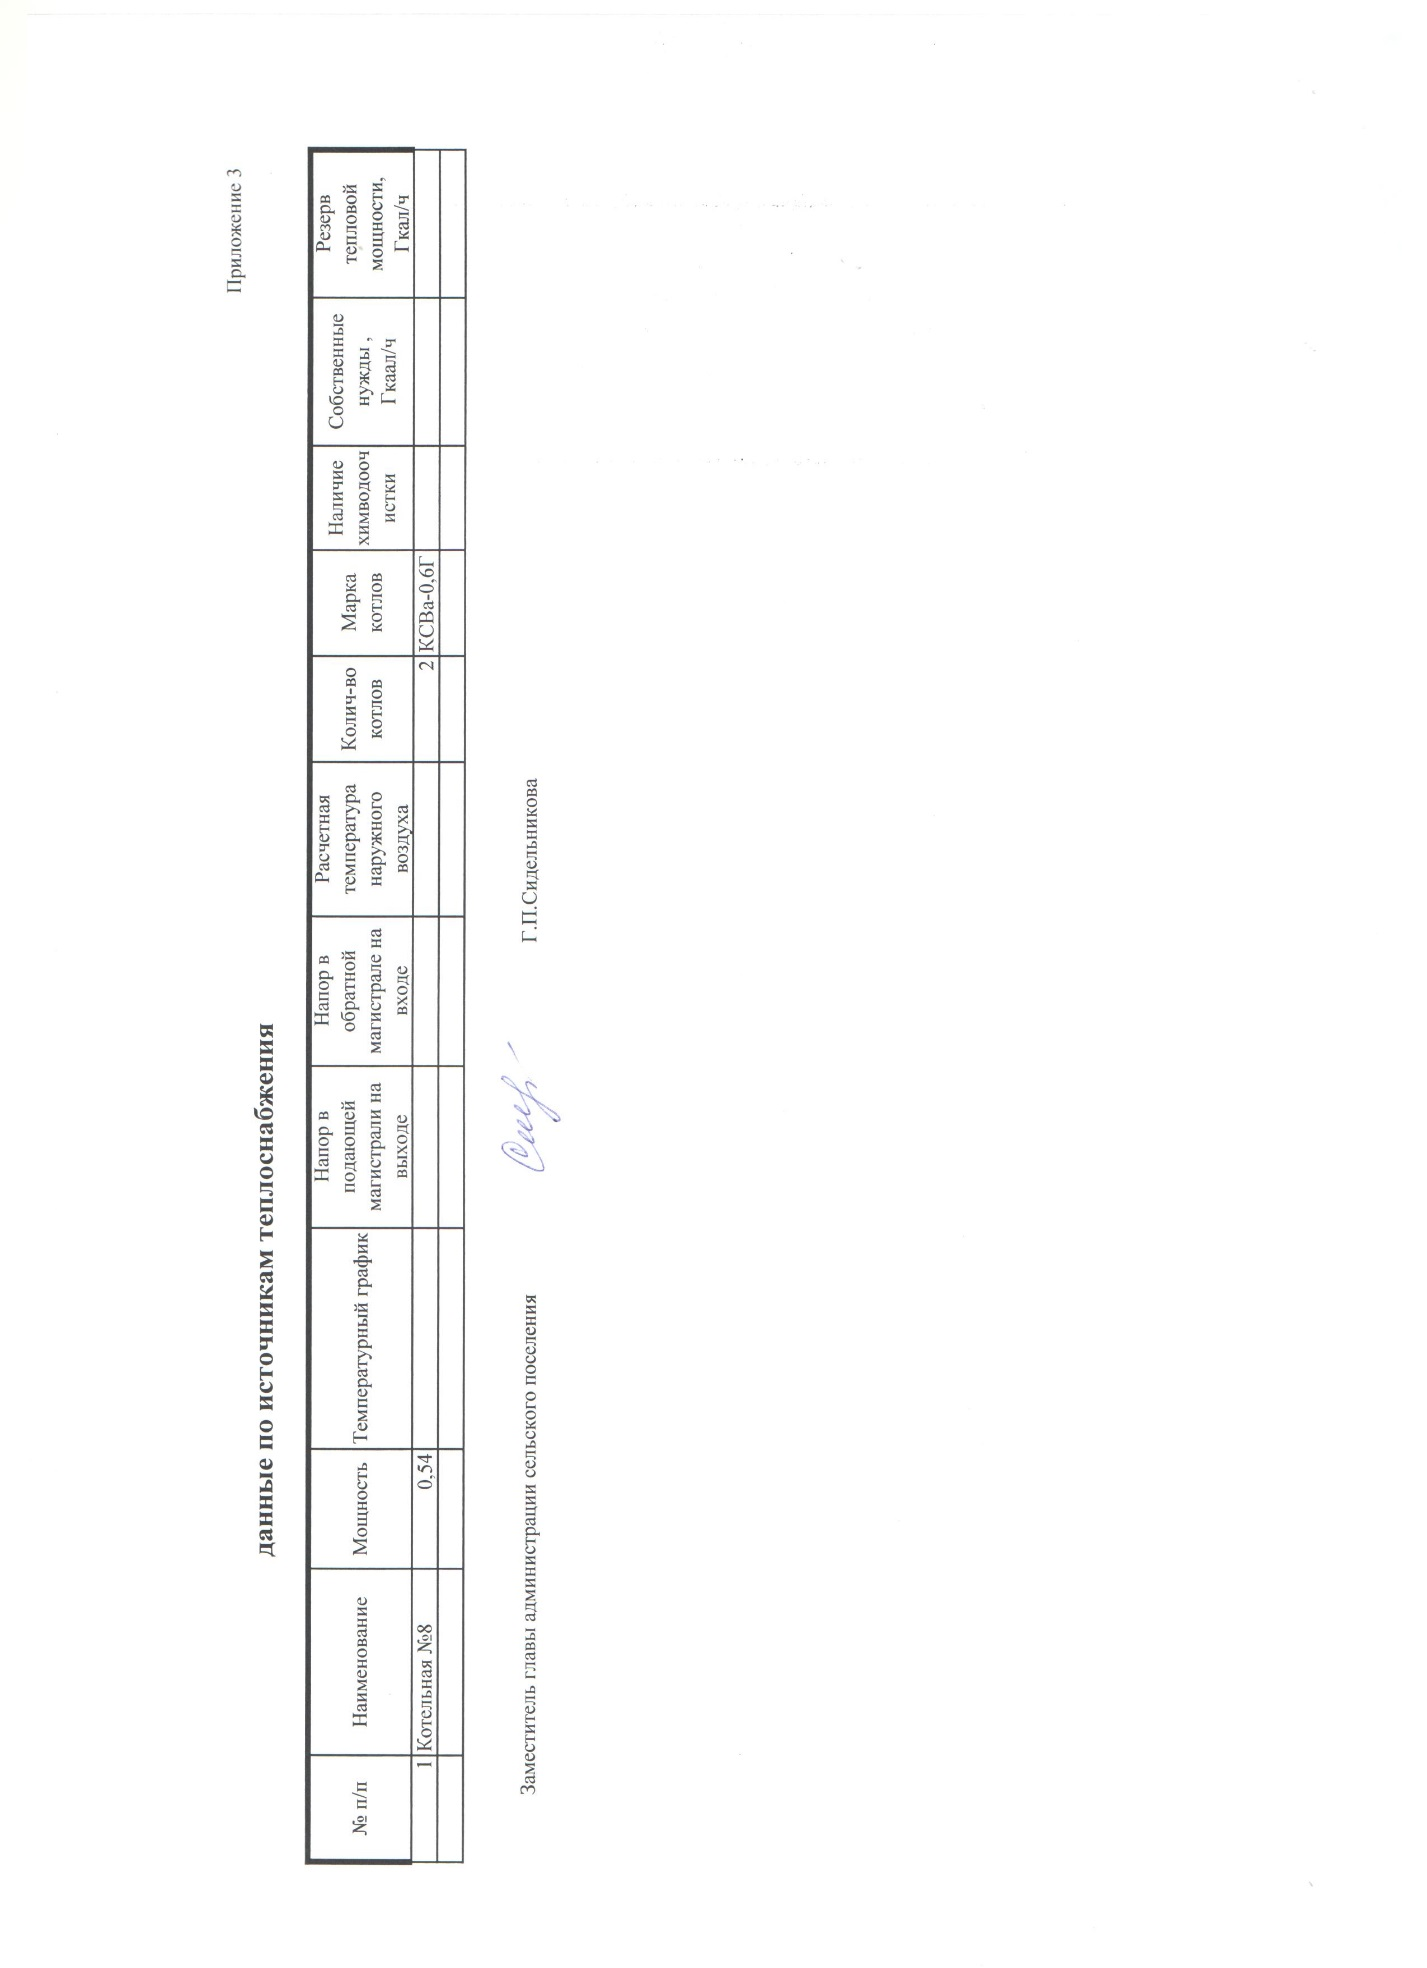 Приложение 3
данные по источникам теплоснабжения
№ п/п
Наименование
Мощность
Температурный график
Напор в
подающей
магистрали на
выходе
Напор в
обратной
магистрале на
входе
Расчетная
температура
наружного
воздуха
Колич-во
котлов
Марка
котлов
Наличие
химводооч
истки
Собственные
нужды ,
Гкаал/ч
Резерв
тепловой
мощности,
Гкал/ч
1 Котельная №8 0,54 2 КСВа-0,6Г
Заместитель главы администрации сельского поселения Г.П.Сидельникова